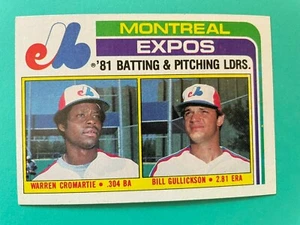 MONTREAL
EXPOS
'81 BATTING & PITCHING LDRS.
WARREN CROMARTIE • .304 BA
BILL GULLICKSON • 2.81 ERA